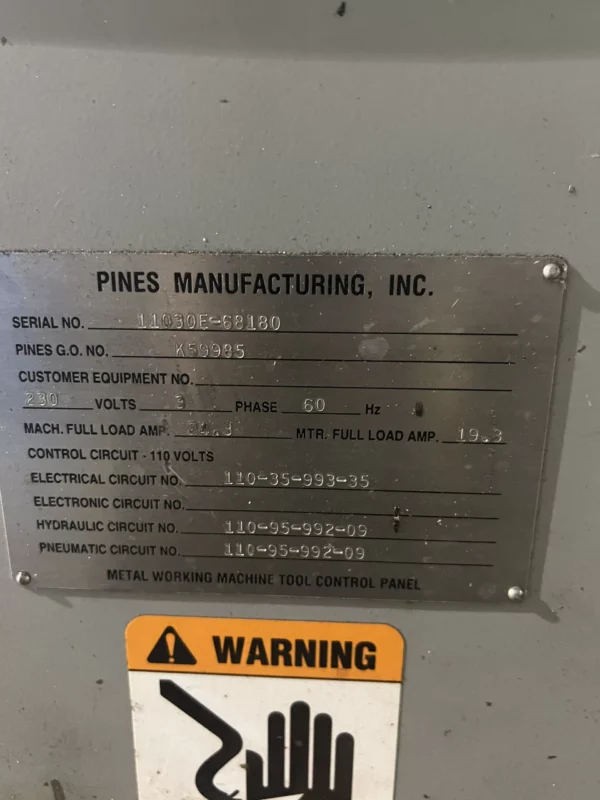 PINES MANUFACTURING, INC.
SERIAL NO. 11030E-68180
PINES G.O. NO. K59985
CUSTOMER EQUIPMENT NO.
230 VOLTS 3 PHASE 60 Hz
MACH. FULL LOAD AMP. MTR. FULL LOAD AMP. 19.3
CONTROL CIRCUIT - 110 VOLTS
ELECTRICAL CIRCUIT NO. 110-35-993-35
ELECTRONIC CIRCUIT NO.
HYDRAULIC CIRCUIT NO. 110-95-992-09
PNEUMATIC CIRCUIT NO. 110-95-992-09
METAL WORKING MACHINE TOOL CONTROL PANEL
WARNING